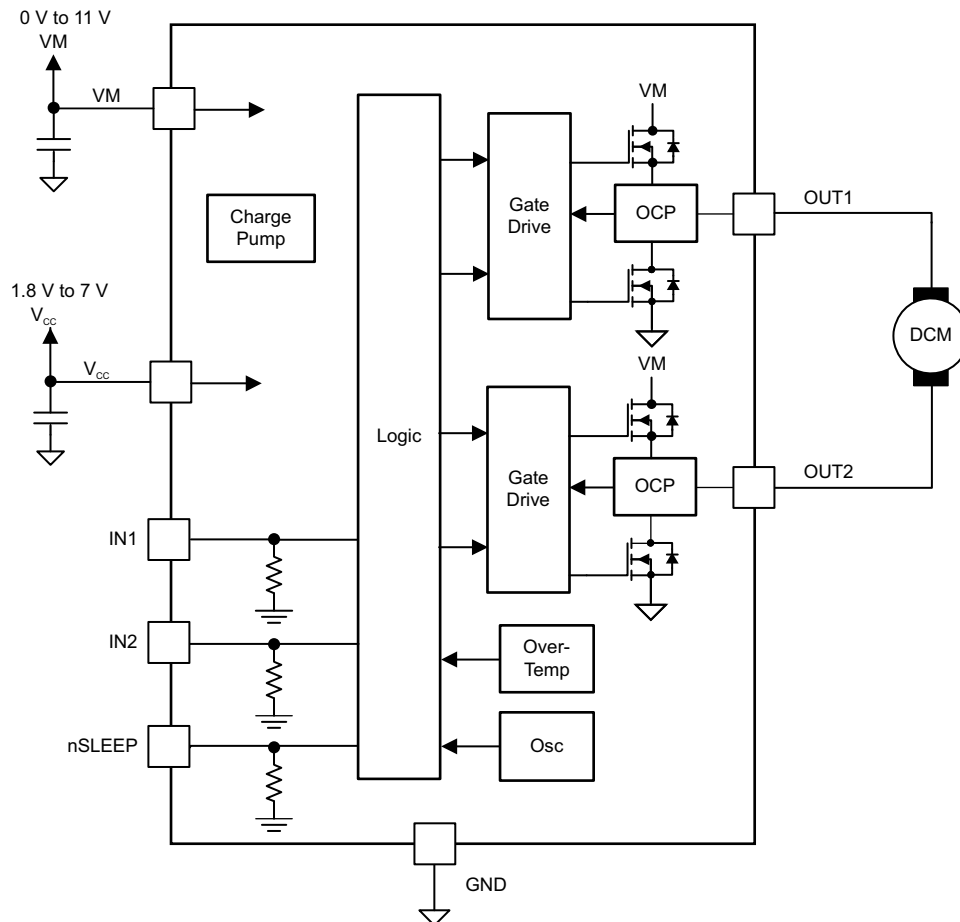 0 V to 11 V
VM
VM
VM
Charge
Pump
Gate
Drive
OCP
OUT1
1.8 V to 7 V
VCC
VCC
DCM
VM
Logic
Gate
Drive
OCP
OUT2
IN1
IN2
Over-
Temp
nSLEEP
Osc
GND